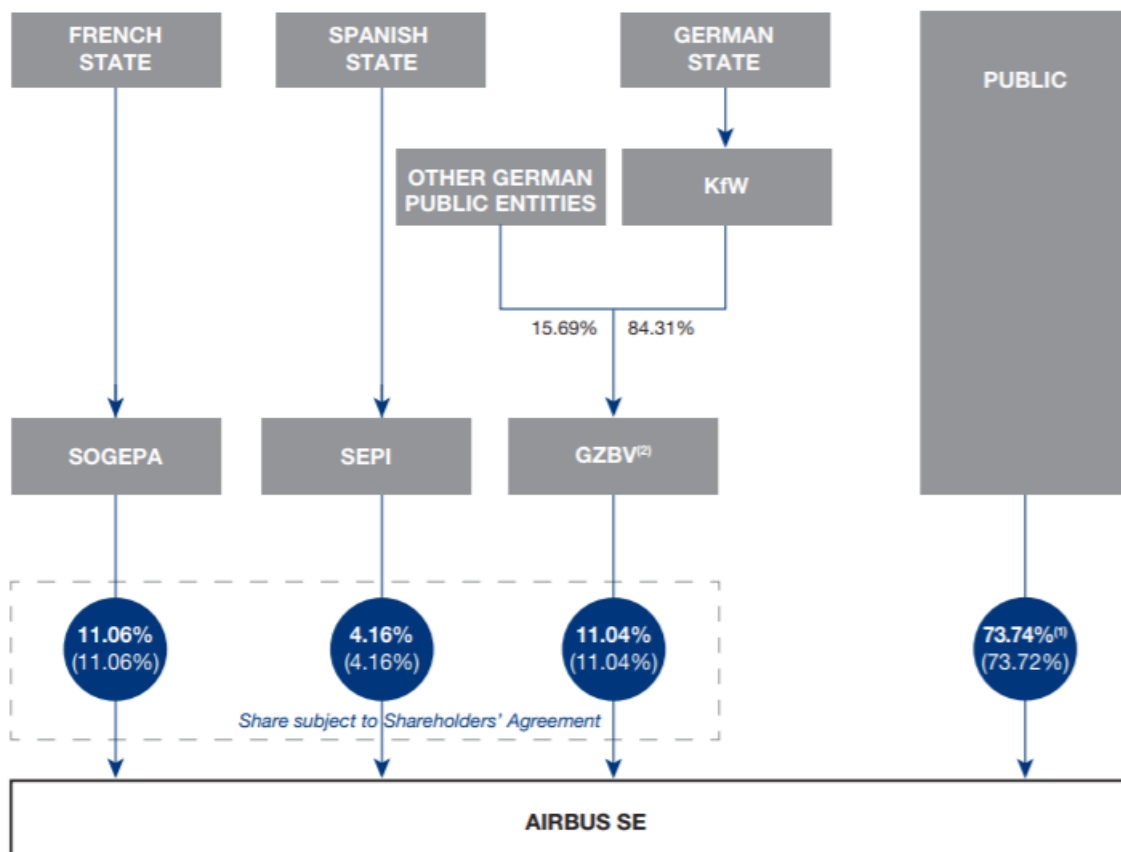 FRENCH
STATE
SPANISH
STATE
GERMAN
STATE
PUBLIC
OTHER GERMAN
PUBLIC ENTITIES
KfW
15.69%
84.31%
SOGEPA
SEPI
GZBV(2)
11.06%
(11.06%)
4.16%
(4.16%)
11.04%
(11.04%)
73.74%(1)
(73.72%)
Share subject to Shareholders' Agreement
AIRBUS SE